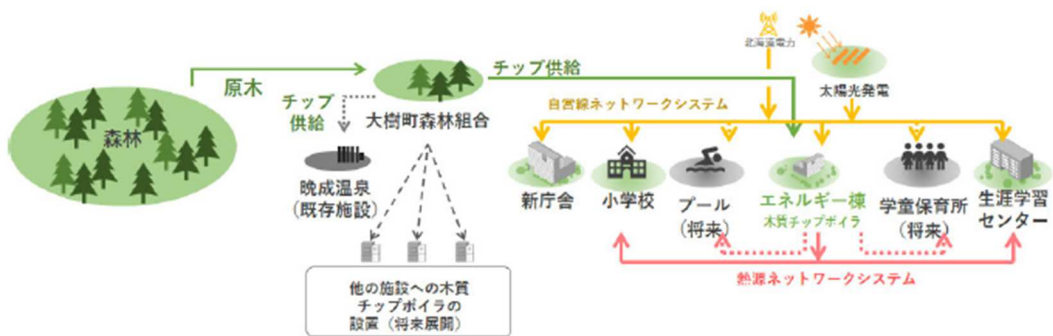 北海道電力
太陽光発電
原木
チップ供給
チップ
供給
大樹町森林組合
森林
自営線ネットワークシステム
晩成温泉
(既存施設)
新庁舎
小学校
プール
(将来)
エネルギー棟
木質チップボイラ
学童保育所
(将来)
生涯学習
センター
熱源ネットワークシステム
他の施設への木質
チップボイラの
設置(将来展開)